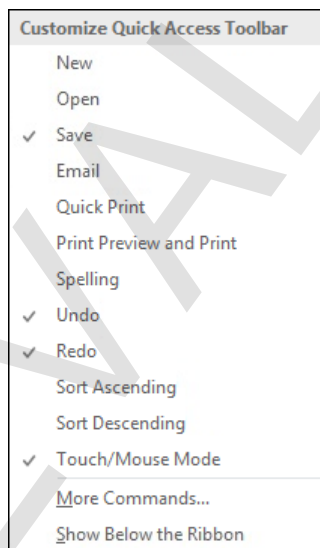 Customize Quick Access Toolbar
New
Open
Save
Email
Quick Print
Print Preview and Print
Spelling
Undo
Redo
Sort Ascending
Sort Descending
Touch/Mouse Mode
More Commands...
Show Below the Ribbon